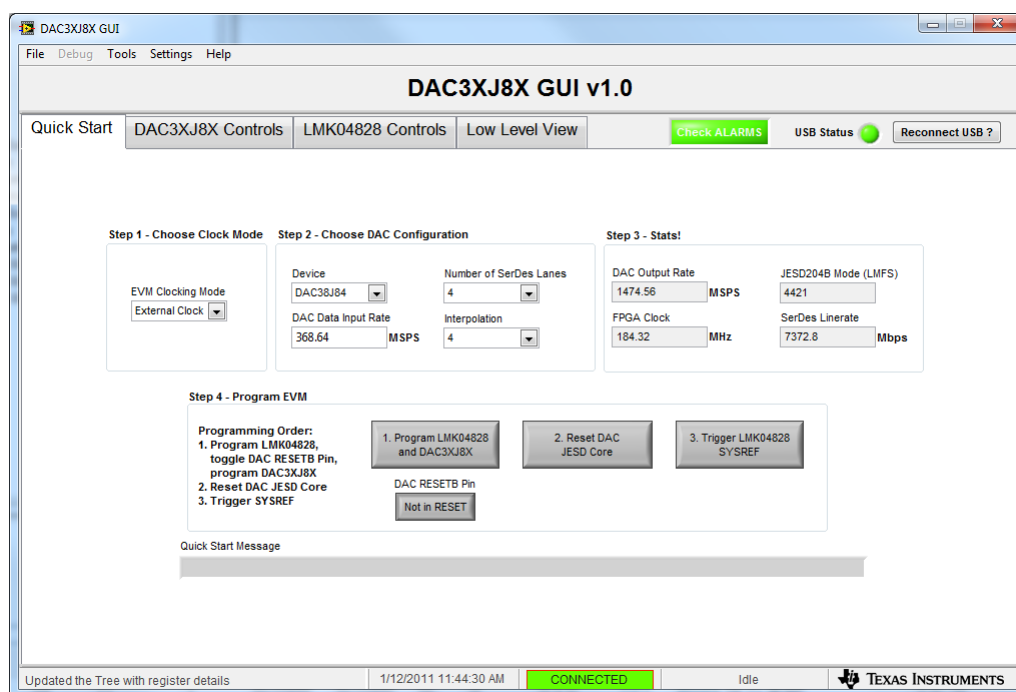 DAC3XJ8X GUI
File Debug Tools Settings Help
DAC3XJ8X GUI v1.0
Quick Start DAC3XJ8X Controls LMK04828 Controls Low Level View Check ALARMS USB Status Reconnect USB ?
Step 1 - Choose Clock Mode
EVM Clocking Mode
External Clock
Step 2 - Choose DAC Configuration
Device
DAC38J84
Number of SerDes Lanes
4
DAC Data Input Rate
368.64 MSPS
Interpolation
4
Step 3 - Stats!
DAC Output Rate
1474.56 MSPS
JESD204B Mode (LMFS)
4421
FPGA Clock
184.32 MHz
SerDes Linerate
7372.8 Mbps
Step 4 - Program EVM
Programming Order:
1. Program LMK04828,
toggle DAC RESETB Pin,
program DAC3XJ8X
2. Reset DAC JESD Core
3. Trigger SYSREF
1. Program LMK04828
and DAC3XJ8X
2. Reset DAC
JESD Core
3. Trigger LMK04828
SYSREF
DAC RESETB Pin
Not in RESET
Quick Start Message
Updated the Tree with register details 1/12/2011 11:44:30 AM CONNECTED Idle TEXAS INSTRUMENTS